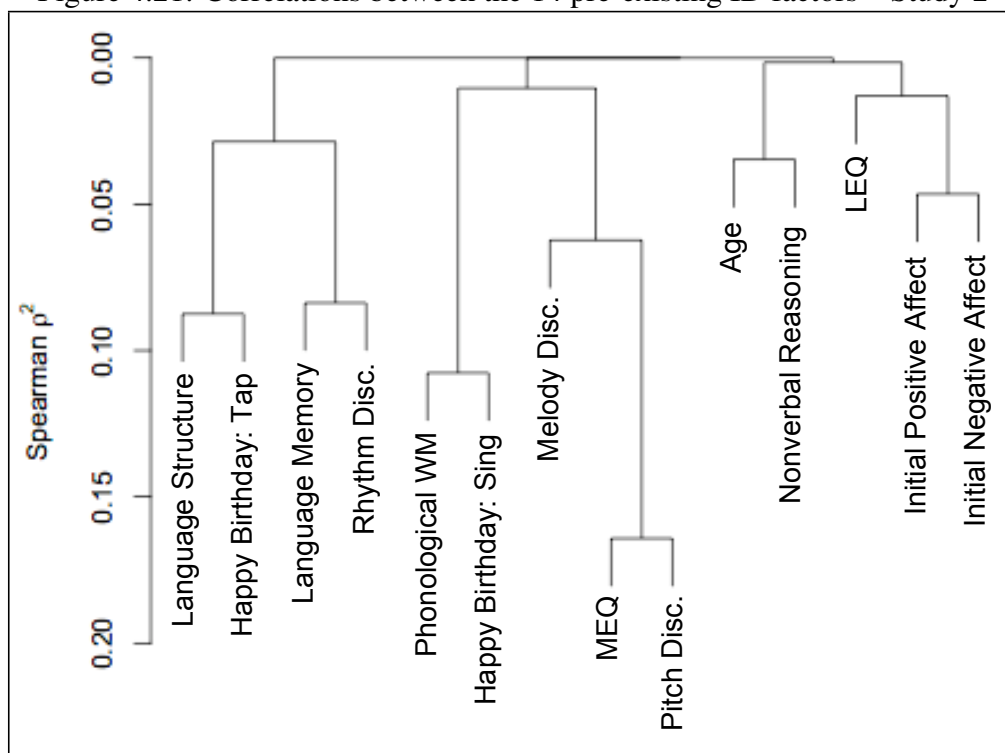 Figure 4.21: Correlations between the 14 pre-existing ID factors – Study 2
0.00
0.05
0.10
0.15
0.20
Spearman ρ²
Language Structure
Happy Birthday: Tap
Language Memory
Rhythm Disc.
Phonological WM
Happy Birthday: Sing
Melody Disc.
MEQ
Pitch Disc.
Age
Nonverbal Reasoning
LEQ
Initial Positive Affect
Initial Negative Affect